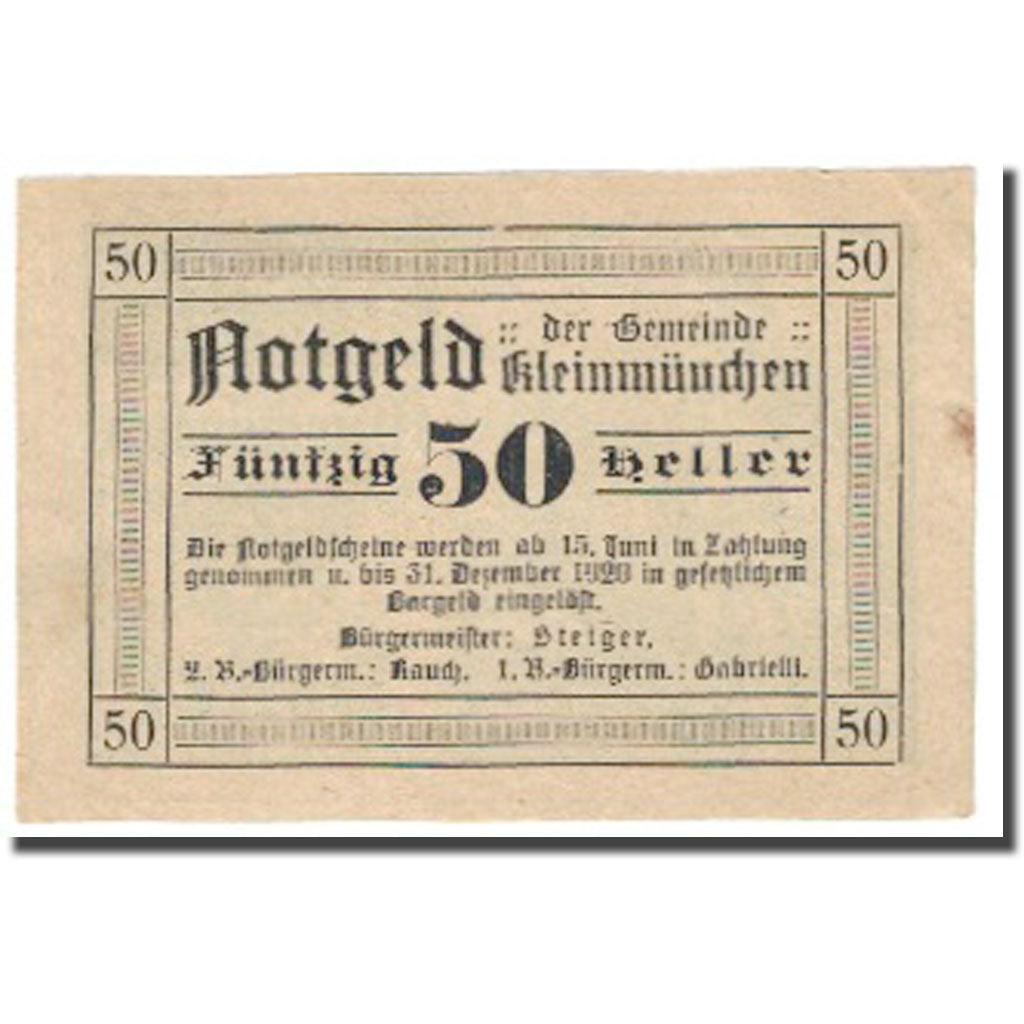 50 50
Notgeld :: der Gemeinde ::
Kleinmünchen
Fünfzig 50 Heller
Die Notgeldscheine werden ab 15. Juni in Zahlung
genommen u. bis 31. Dezember 1920 in gesetzlichem
Bargeld eingelöst.
Bürgermeister: Steiger.
2. V.-Bürgerm.: Rauch. 1. V.-Bürgerm.: Gabrielli.
50 50